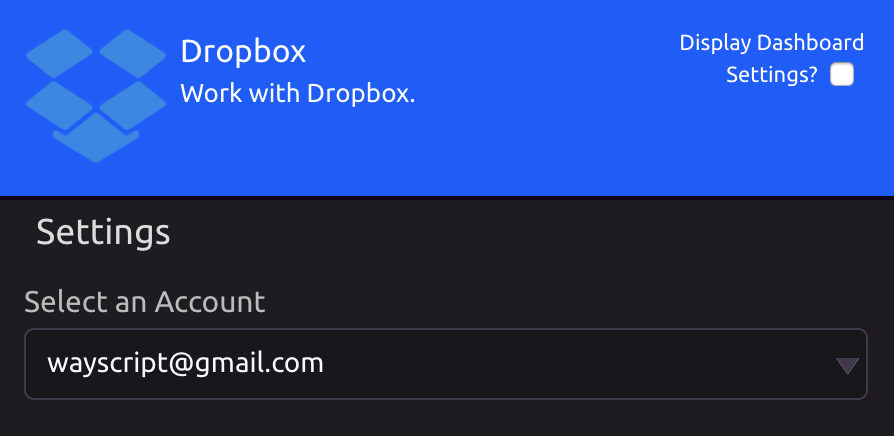 Dropbox
Work with Dropbox.
Display Dashboard
Settings?
Settings
Select an Account
wayscript@gmail.com